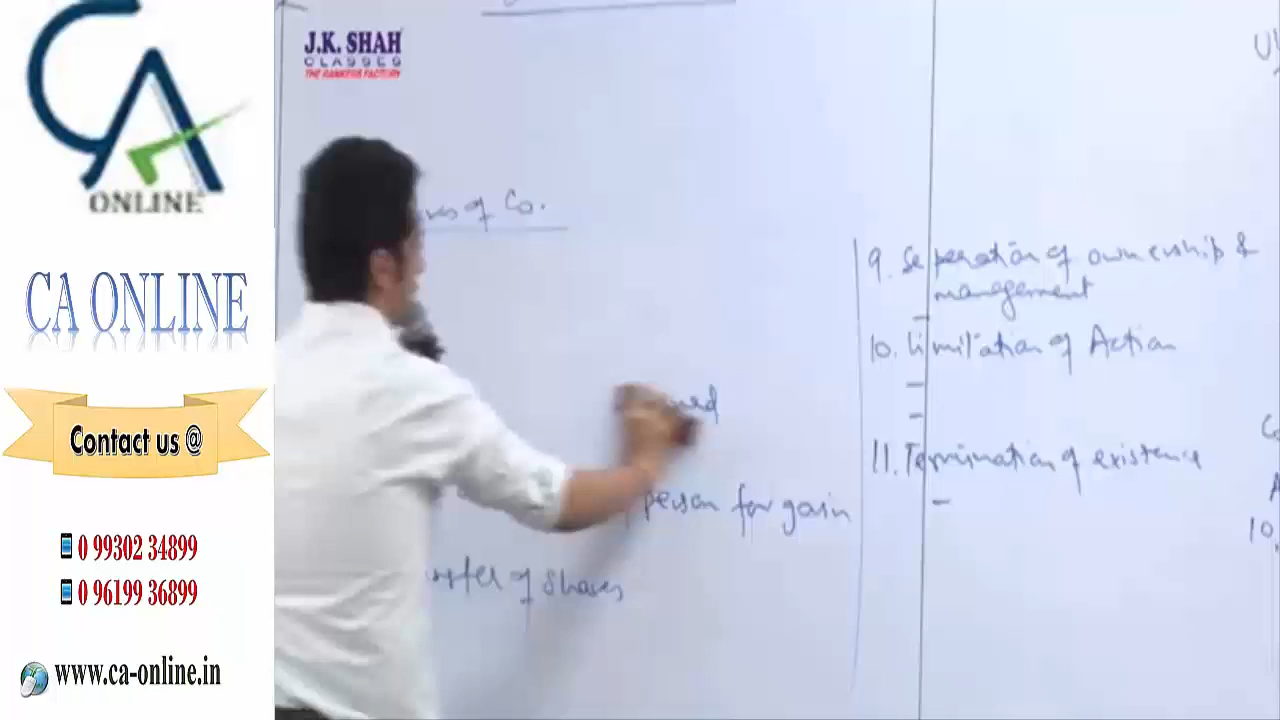 CA
ONLINE
CA ONLINE
Contact us @
0 99302 34899
0 96199 36899
www.ca-online.in
J.K. SHAH
CLASSES
THE RANKERS FACTORY
of Co.
person for gain
of shares
9. Separation of ownership &
management
10. Limitation of Action
11. Termination of existence
10,